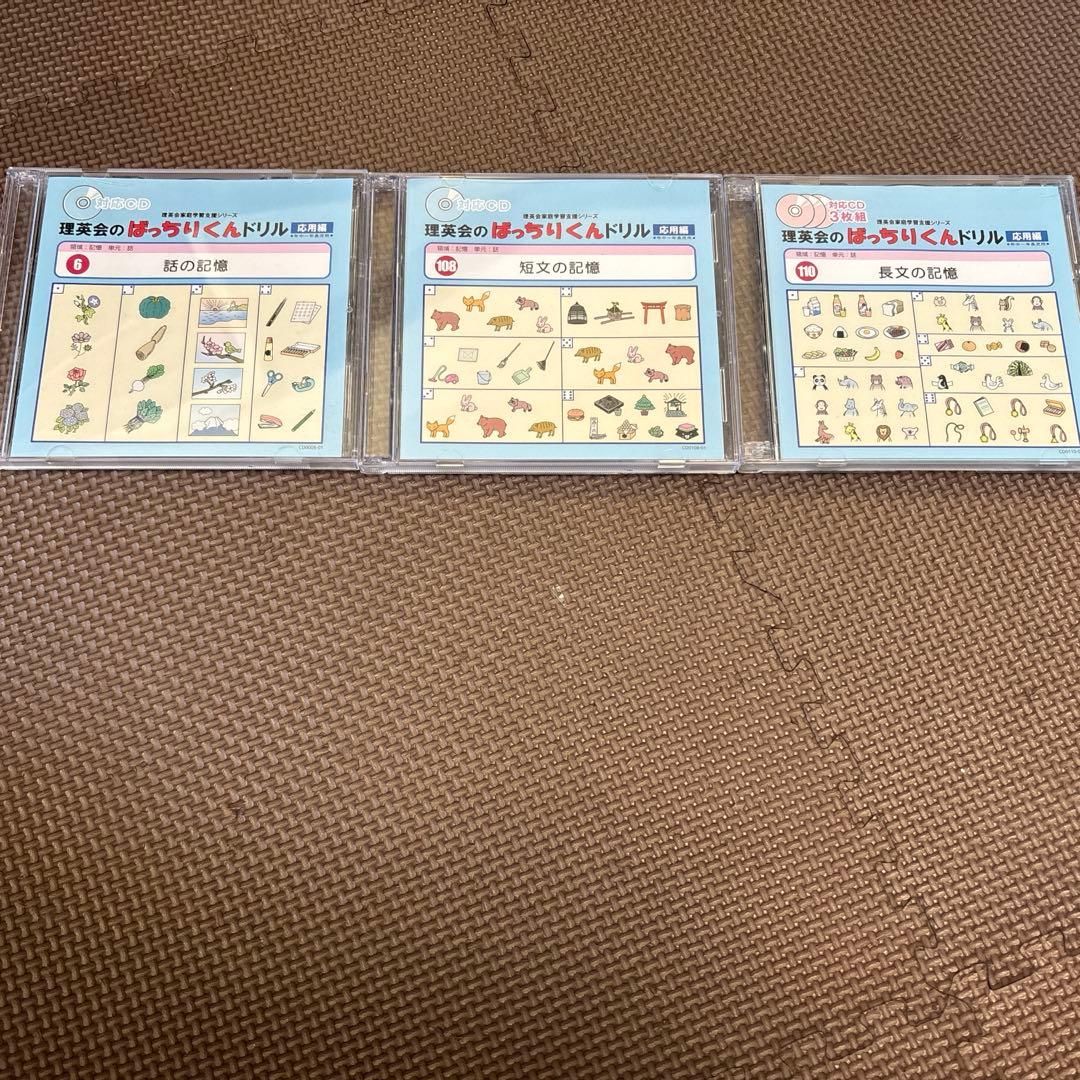 対応CD
理英会家庭学習支援シリーズ
理英会の ばっちりくんドリル 応用編
領域:記憶 単元:話
6 話の記憶
対応CD
理英会家庭学習支援シリーズ
理英会の ばっちりくんドリル 応用編
領域:記憶 単元:話
108 短文の記憶
対応CD
3枚組
理英会家庭学習支援シリーズ
理英会の ばっちりくんドリル 応用編
領域:記憶 単元:話
110 長文の記憶